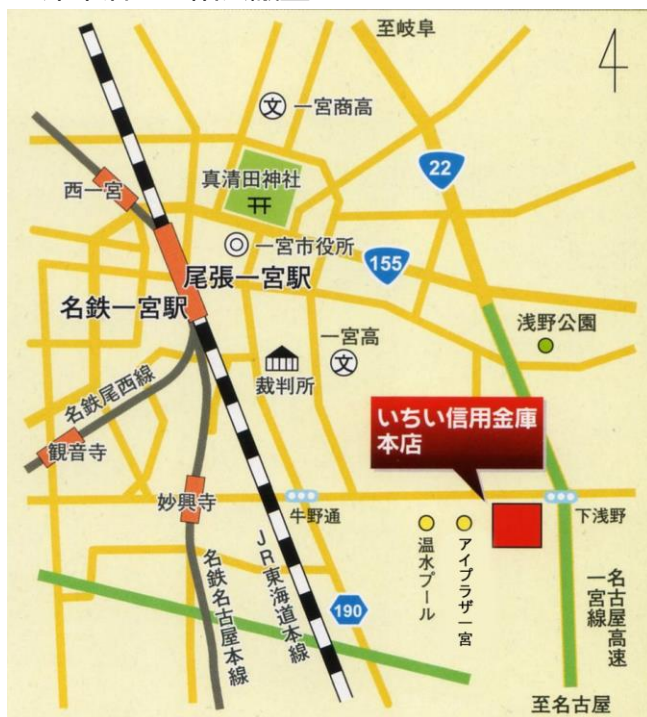 至岐阜
4
文 一宮商高
22
西一宮
真清田神社
一宮市役所
155
尾張一宮駅
名鉄一宮駅
浅野公園
一宮高
文
裁判所
名鉄尾西線
いちい信用金庫
本店
観音寺
妙興寺
牛野通
下浅野
温水プール
アイプラザ一宮
JR東海道本線
名鉄名古屋本線
190
名古屋高速
一宮線
至名古屋